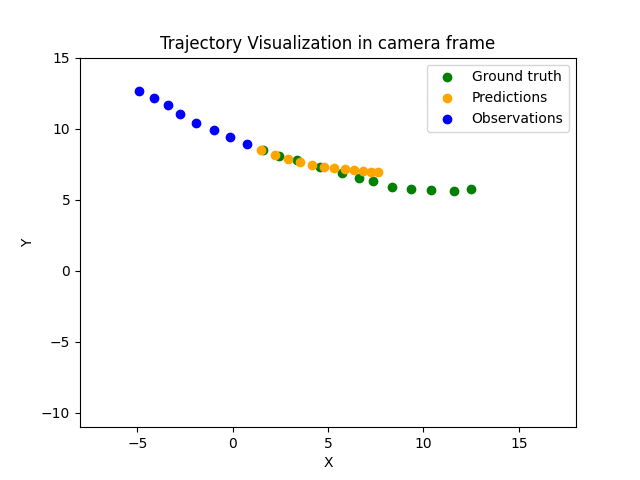 Trajectory Visualization in camera frame
Ground truth
Predictions
Observations
15
10
5
0
−5
−10
Y
−5 0 5 10 15
X